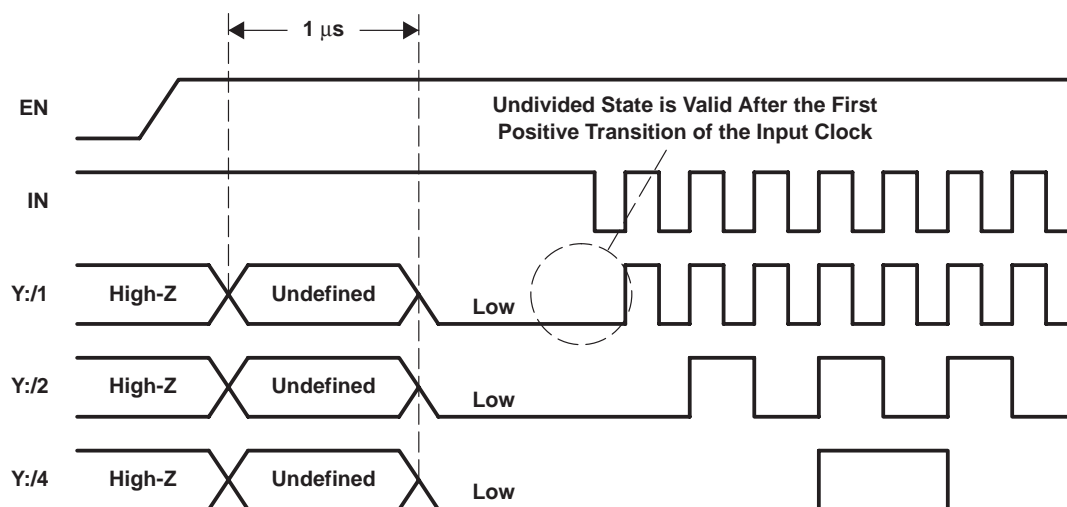 1 μs
EN
Undivided State is Valid After the First
Positive Transition of the Input Clock
IN
Y:/1 High-Z Undefined Low
Y:/2 High-Z Undefined Low
Y:/4 High-Z Undefined Low